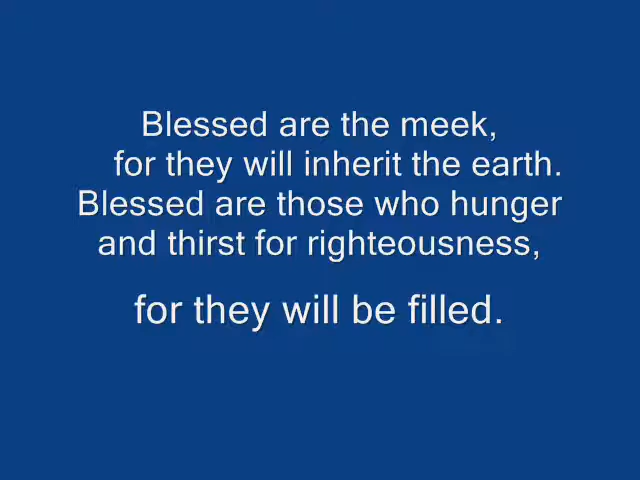 Blessed are the meek,
for they will inherit the earth.
Blessed are those who hunger
and thirst for righteousness,
for they will be filled.